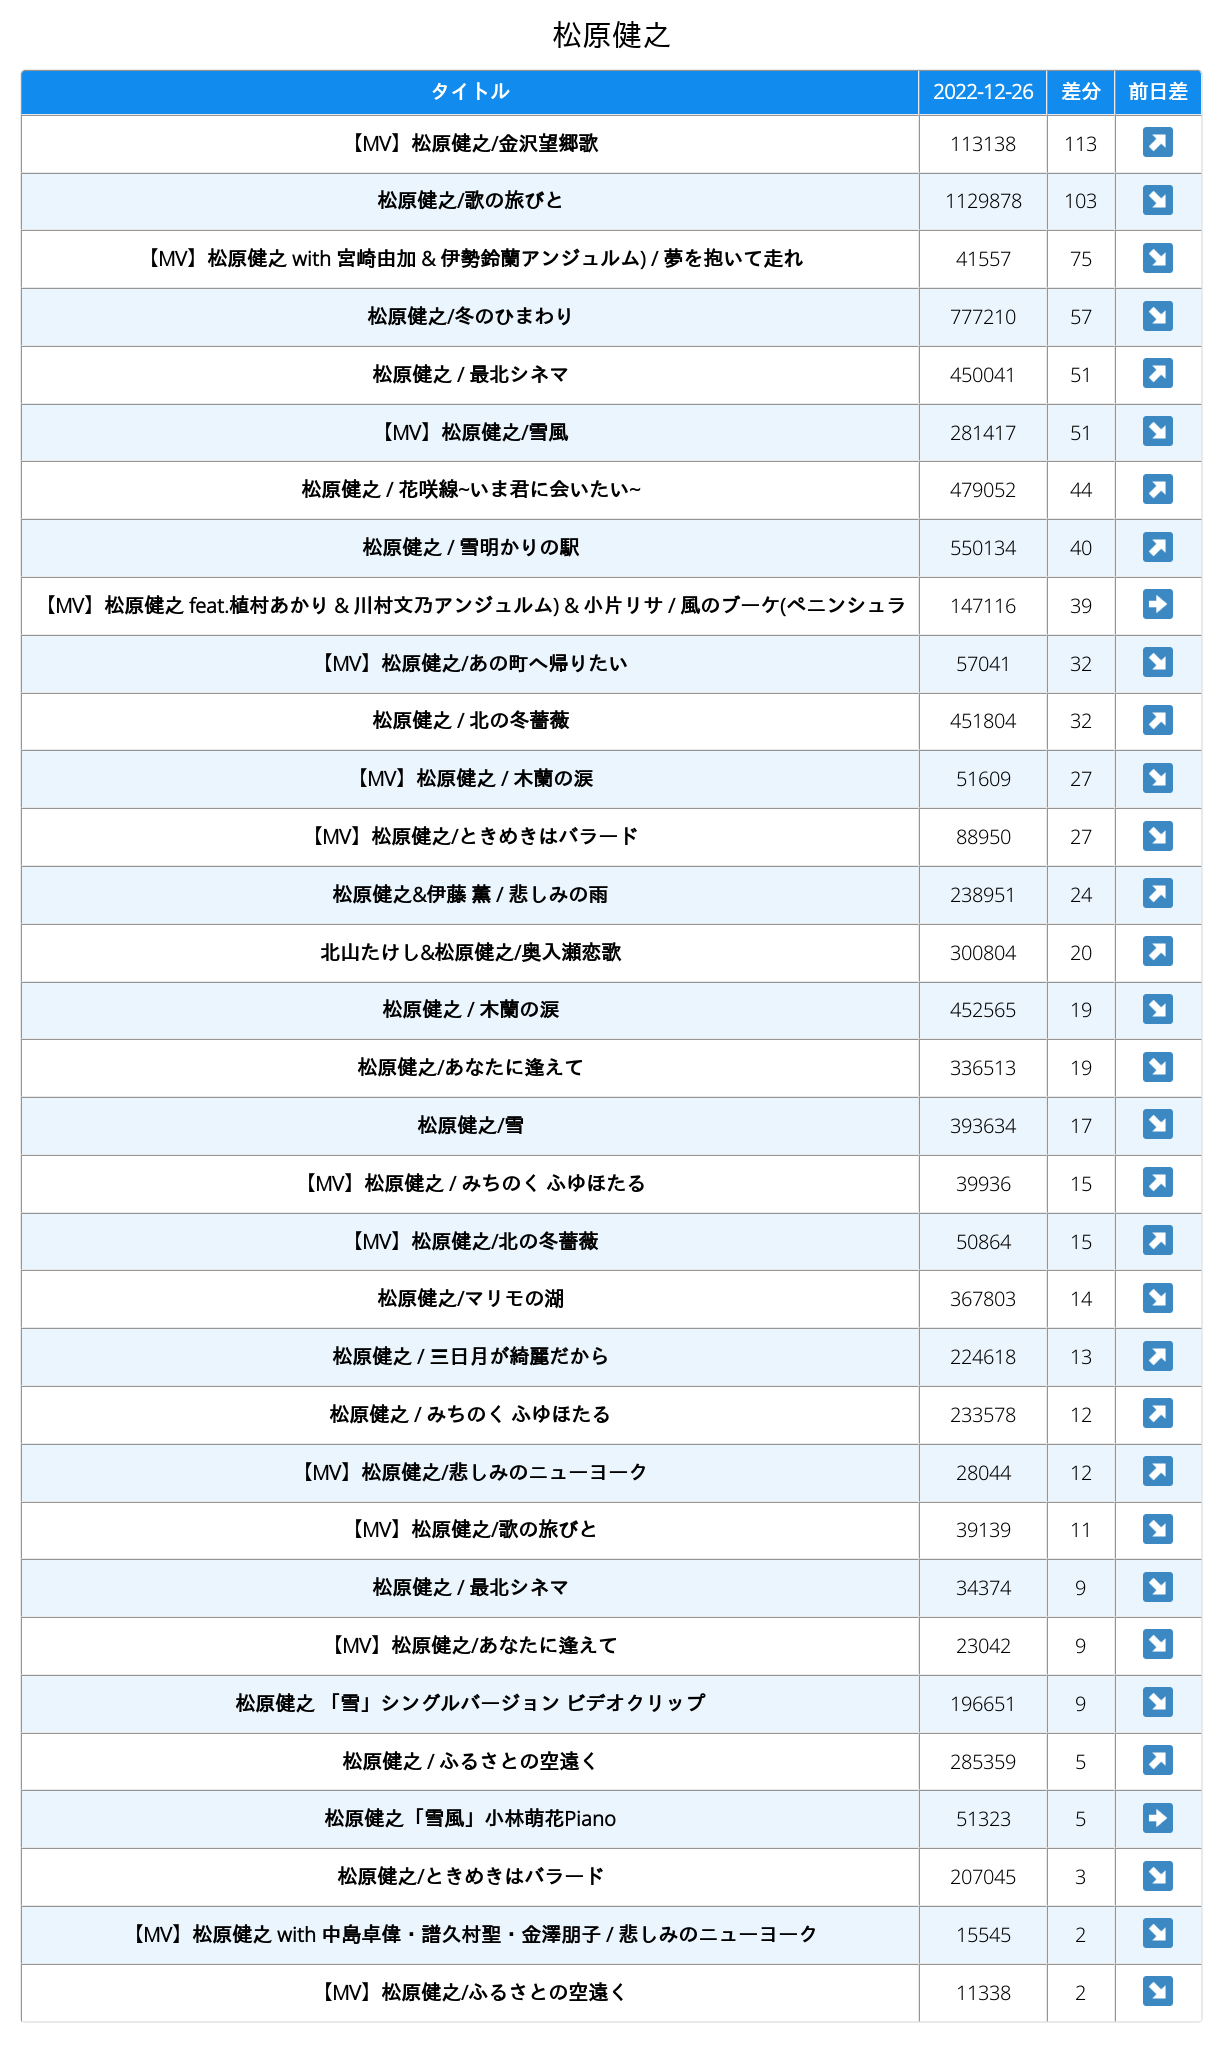 松原健之
タイトル 2022-12-26 差分 前日差
【MV】松原健之/金沢望郷歌 113138 113
松原健之/歌の旅びと 1129878 103
【MV】松原健之 with 宮崎由加 & 伊勢鈴蘭アンジュルム) / 夢を抱いて走れ 41557 75
松原健之/冬のひまわり 777210 57
松原健之 / 最北シネマ 450041 51
【MV】松原健之/雪風 281417 51
松原健之 / 花咲線~いま君に会いたい~ 479052 44
松原健之 / 雪明かりの駅 550134 40
【MV】松原健之 feat.植村あかり & 川村文乃アンジュルム) & 小片リサ / 風のブーケ(ペニンシュラ 147116 39
【MV】松原健之/あの町へ帰りたい 57041 32
松原健之 / 北の冬薔薇 451804 32
【MV】松原健之 / 木蘭の涙 51609 27
【MV】松原健之/ときめきはバラード 88950 27
松原健之&伊藤 薫 / 悲しみの雨 238951 24
北山たけし&松原健之/奥入瀬恋歌 300804 20
松原健之 / 木蘭の涙 452565 19
松原健之/あなたに逢えて 336513 19
松原健之/雪 393634 17
【MV】松原健之 / みちのく ふゆほたる 39936 15
【MV】松原健之/北の冬薔薇 50864 15
松原健之/マリモの湖 367803 14
松原健之 / 三日月が綺麗だから 224618 13
松原健之 / みちのく ふゆほたる 233578 12
【MV】松原健之/悲しみのニューヨーク 28044 12
【MV】松原健之/歌の旅びと 39139 11
松原健之 / 最北シネマ 34374 9
【MV】松原健之/あなたに逢えて 23042 9
松原健之 「雪」シングルバージョン ビデオクリップ 196651 9
松原健之 / ふるさとの空遠く 285359 5
松原健之「雪風」小林萌花Piano 51323 5
松原健之/ときめきはバラード 207045 3
【MV】松原健之 with 中島卓偉・譜久村聖・金澤朋子 / 悲しみのニューヨーク 15545 2
【MV】松原健之/ふるさとの空遠く 11338 2